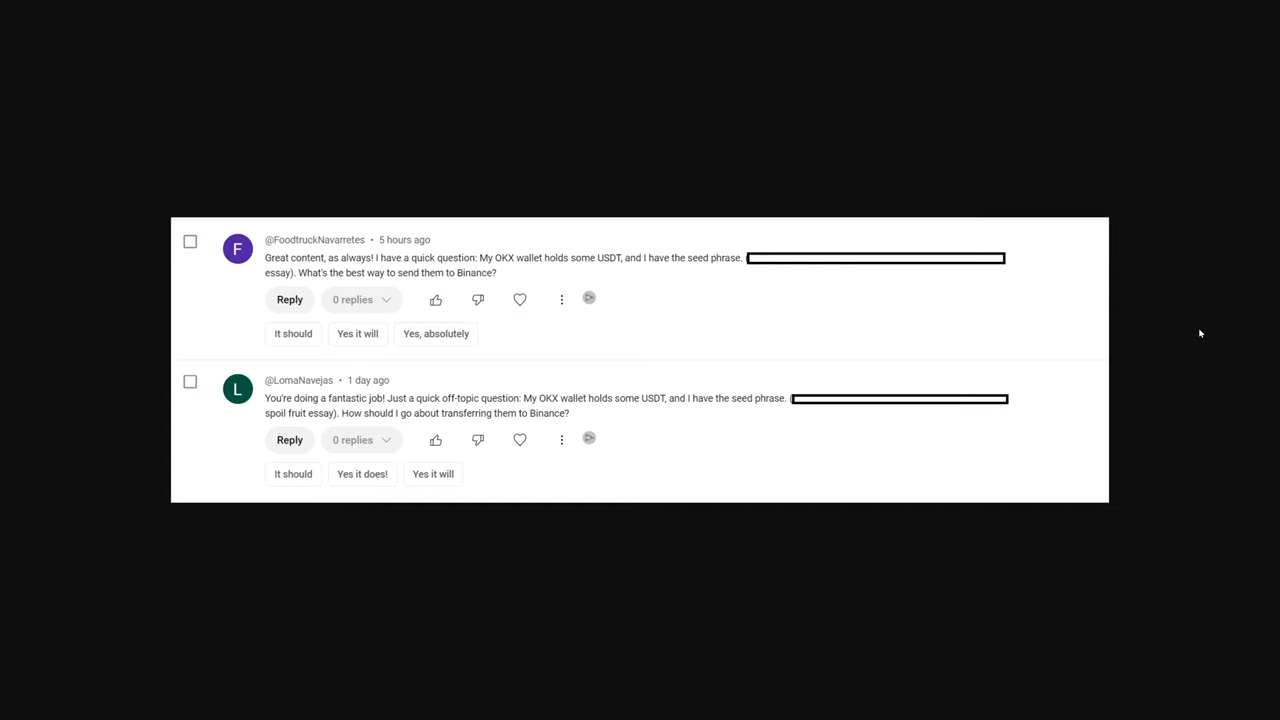 @FoodtruckNavarretes • 5 hours ago
Great content, as always! I have a quick question: My OKX wallet holds some USDT, and I have the seed phrase. (
essay). What's the best way to send them to Binance?
Reply 0 replies
It should Yes it will Yes, absolutely
@LomaNavejas • 1 day ago
You're doing a fantastic job! Just a quick off-topic question: My OKX wallet holds some USDT, and I have the seed phrase. (
spoil fruit essay). How should I go about transferring them to Binance?
Reply 0 replies
It should Yes it does! Yes it will
F
L